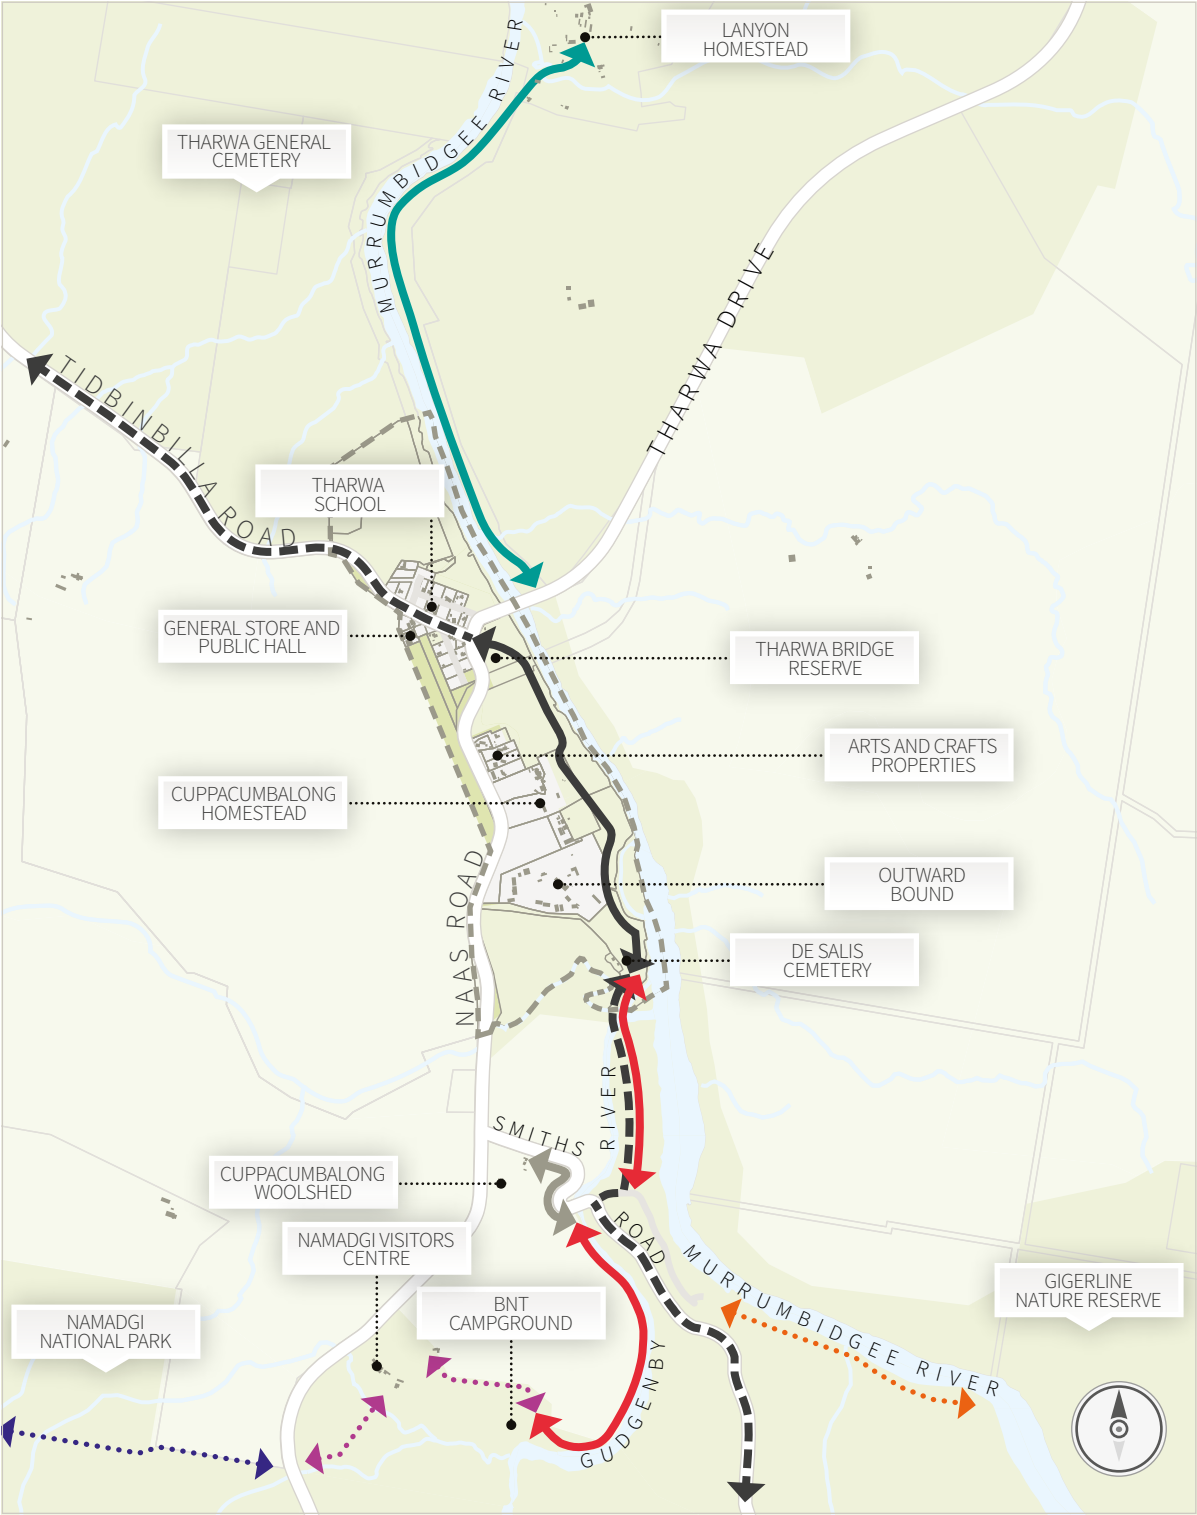 LANYON
HOMESTEAD
MURRUMBIDGEE RIVER
THARWA GENERAL
CEMETERY
THARWA DRIVE
TIDBINBILLA ROAD
THARWA
SCHOOL
GENERAL STORE AND
PUBLIC HALL
THARWA BRIDGE
RESERVE
ARTS AND CRAFTS
PROPERTIES
CUPPACUMBALONG
HOMESTEAD
OUTWARD
BOUND
NAAS ROAD
DE SALIS
CEMETERY
RIVER
SMITHS
CUPPACUMBALONG
WOOLSHED
ROAD
NAMADGI VISITORS
CENTRE
MURRUMBIDGEE RIVER
GIGERLINE
NATURE RESERVE
BNT
CAMPGROUND
NAMADGI
NATIONAL PARK
GUDGENBY